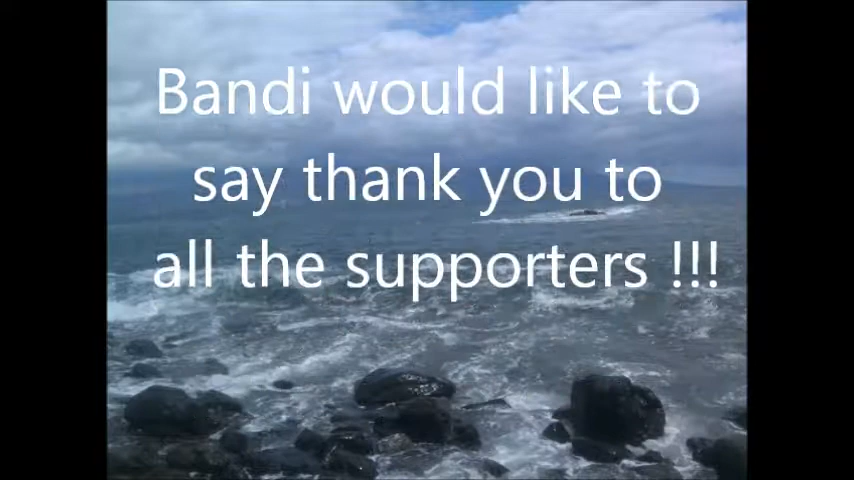 Bandi would like to
say thank you to
all the supporters !!!